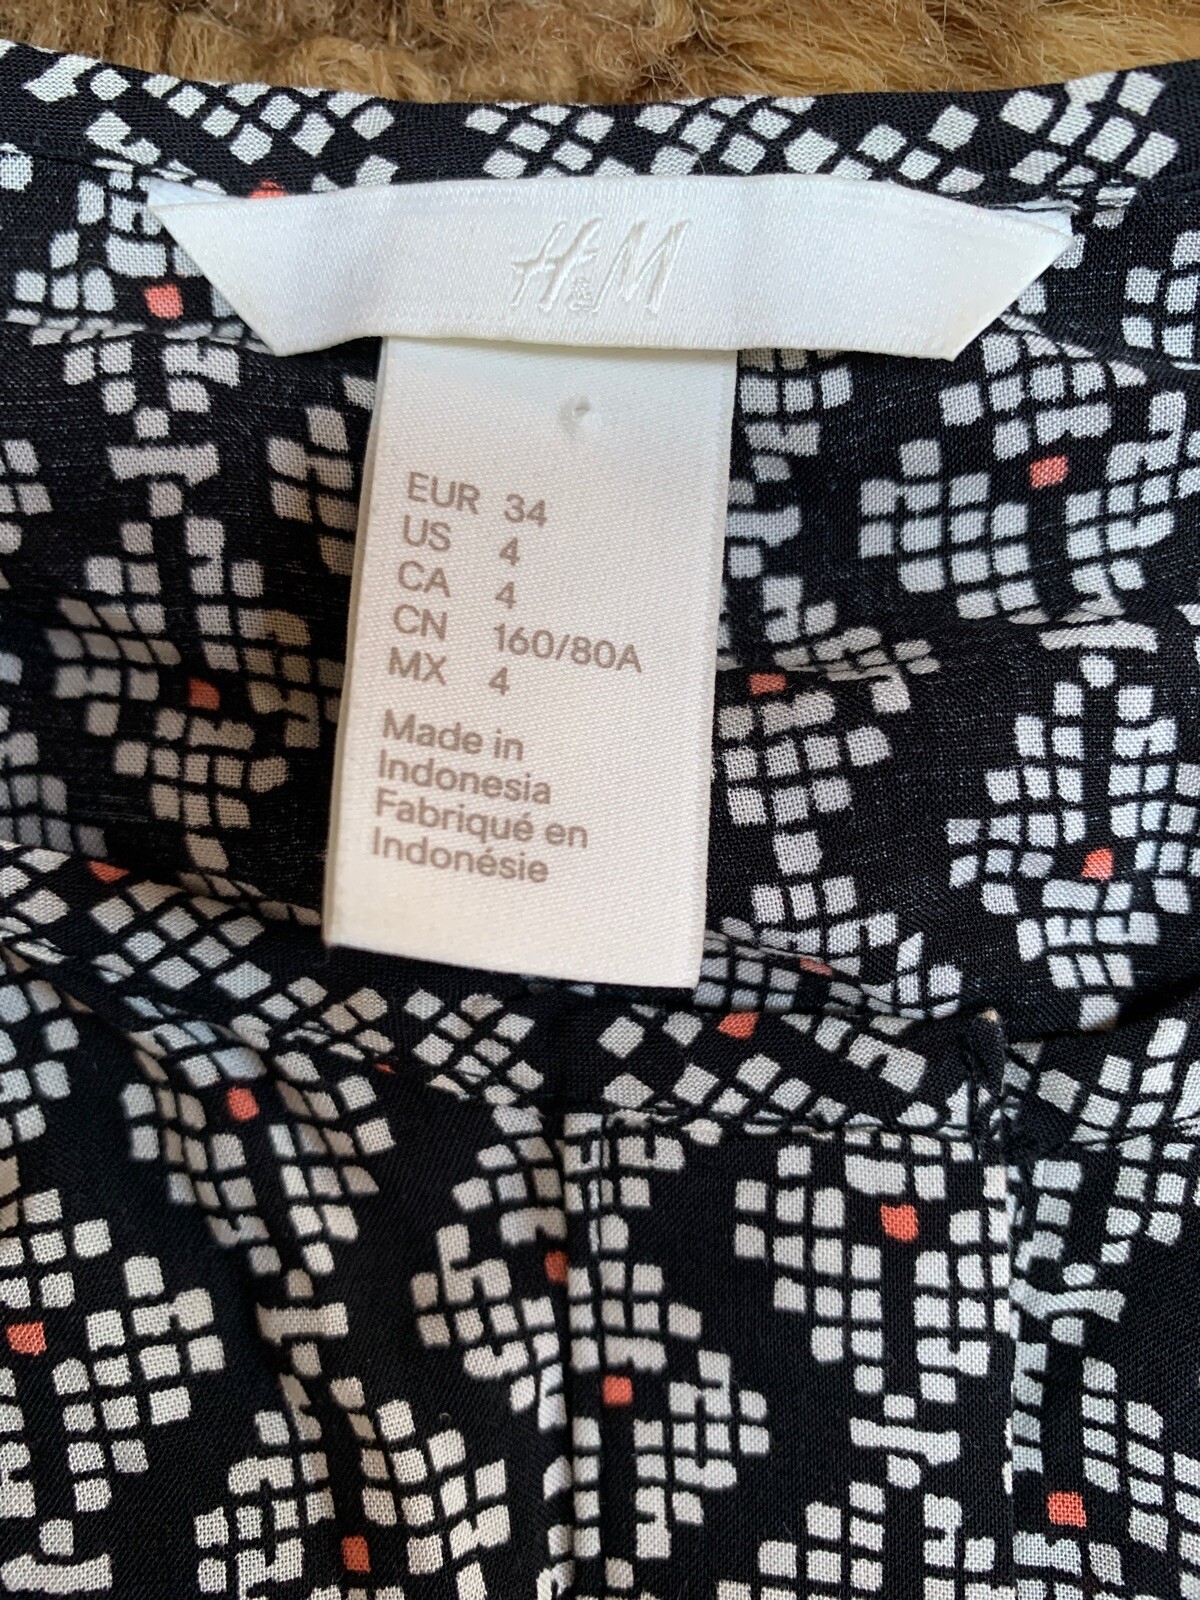 H&M
EUR 34
US 4
CA 4
CN 160/80A
MX 4
Made in
Indonesia
Fabriqué en
Indonésie